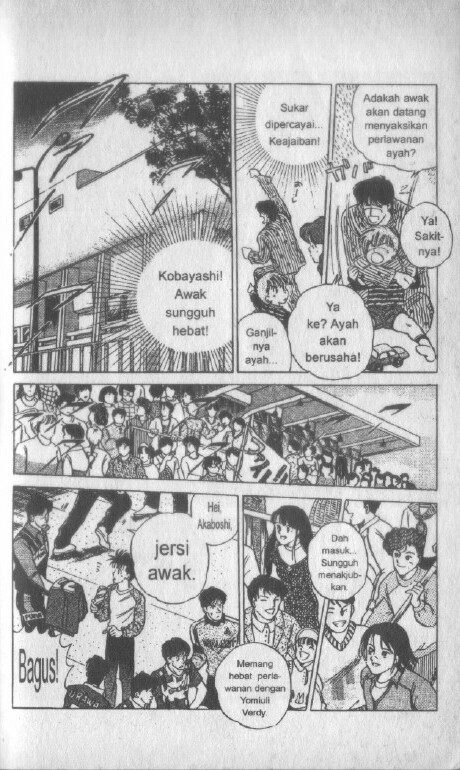 Adakah awak
akan datang
menyaksikan
perlawanan
ayah?
Ya!
Sakit-
nya!
Ya
ke? Ayah
akan
berusaha!
Sukar
dipercayai...
Keajaiban!
Ganjil-
nya
ayah...
Kobayashi!
Awak
sungguh
hebat!
Dah
masuk...
Sungguh
menakjub-
kan.
Memang
hebat perla-
wanan dengan
Yomiuli
Verdy.
Hei,
Akaboshi,
jersi
awak.
Bagus!